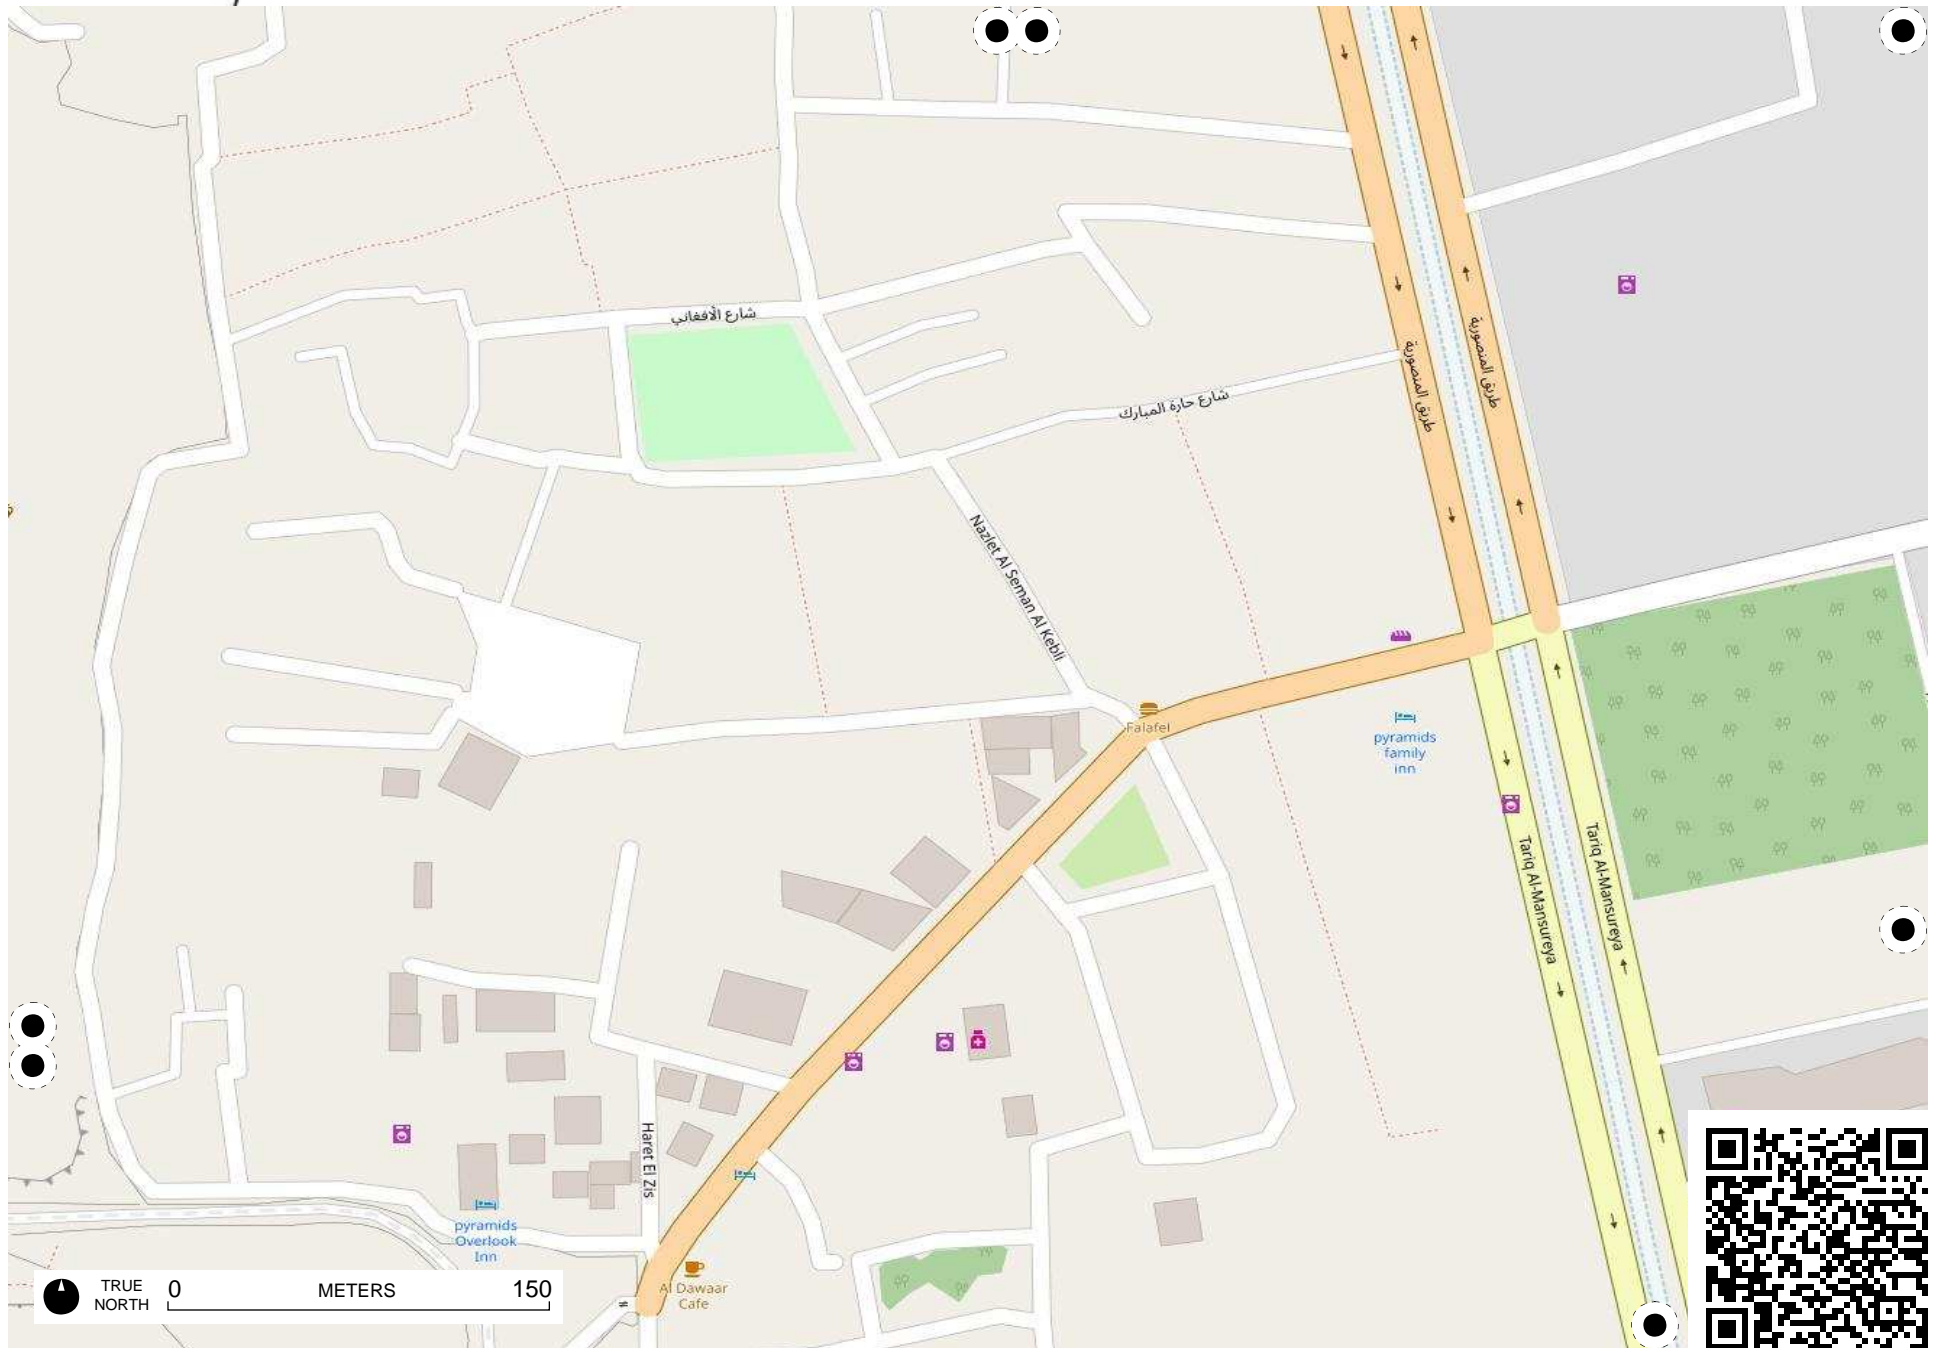 شارع الأفغاني
طريق المنصورية
طريق المنصورية
شارع حارة المبارك
Nazlet Al Seman Al Kebli
Falafel
pyramids
family
inn
Tariq Al-Mansureya
Tariq Al-Mansureya
Haret El Zis
pyramids
Overlook
Inn
Al Dawaar
Cafe
TRUE
NORTH
0 METERS 150